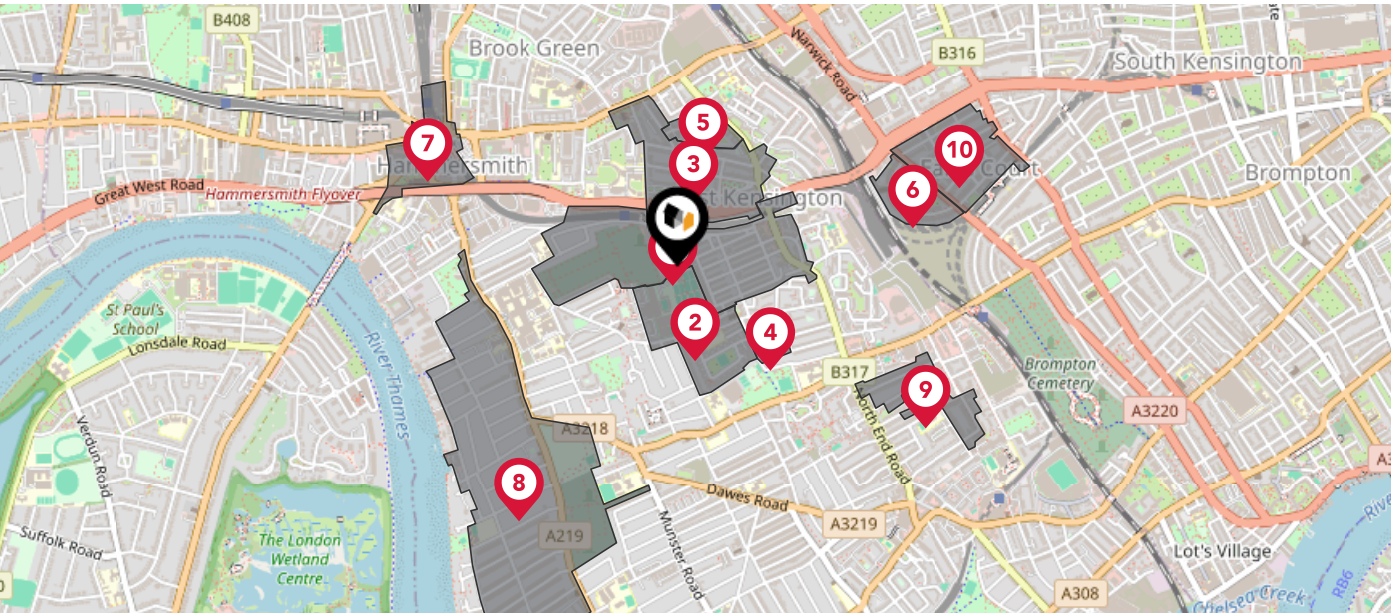 B408
Brook Green
B316
Warwick Road
South Kensington
5
7
3
10
Hammersmith
6
Brompton
Great West Road
Hammersmith Flyover
Kensington
St Paul's
School
Lonsdale Road
River Thames
2
4
B317
Brompton
Cemetery
9
North End Road
A3220
Verdun Road
A3218
8
Dawes Road
A3219
Munster Road
A219
Suffolk Road
The London
Wetland
Centre
Lot's Village
RB6
A308
Chelsea Creek